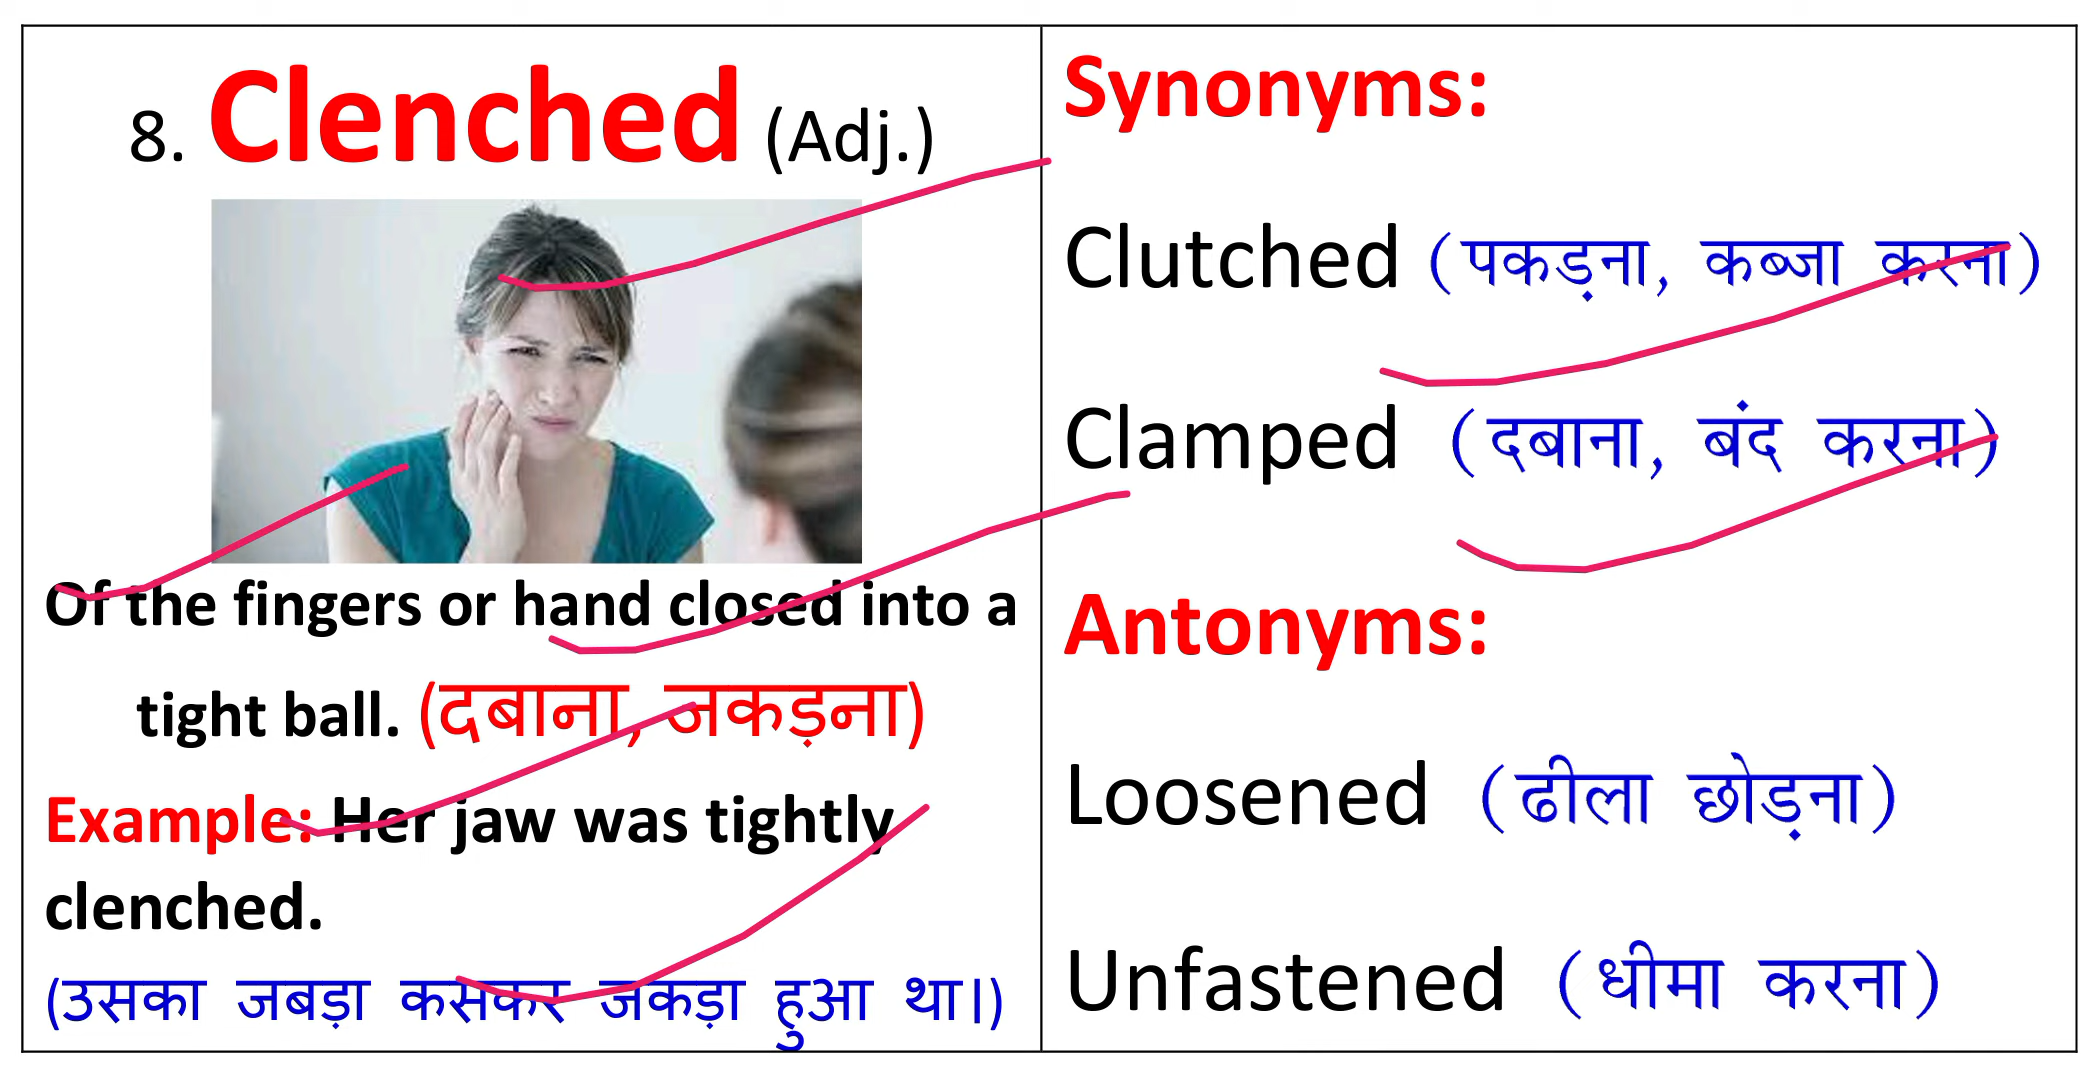 8. Clenched (Adj.)
Of the fingers or hand closed into a
tight ball. (दबाना, जकड़ना)
Example: Her jaw was tightly
clenched.
(उसका जबड़ा कसकर जकड़ा हुआ था।)
Synonyms:
Clutched (पकड़ना, कब्जा करना)
Clamped (दबाना, बंद करना)
Antonyms:
Loosened (ढीला छोड़ना)
Unfastened (धीमा करना)